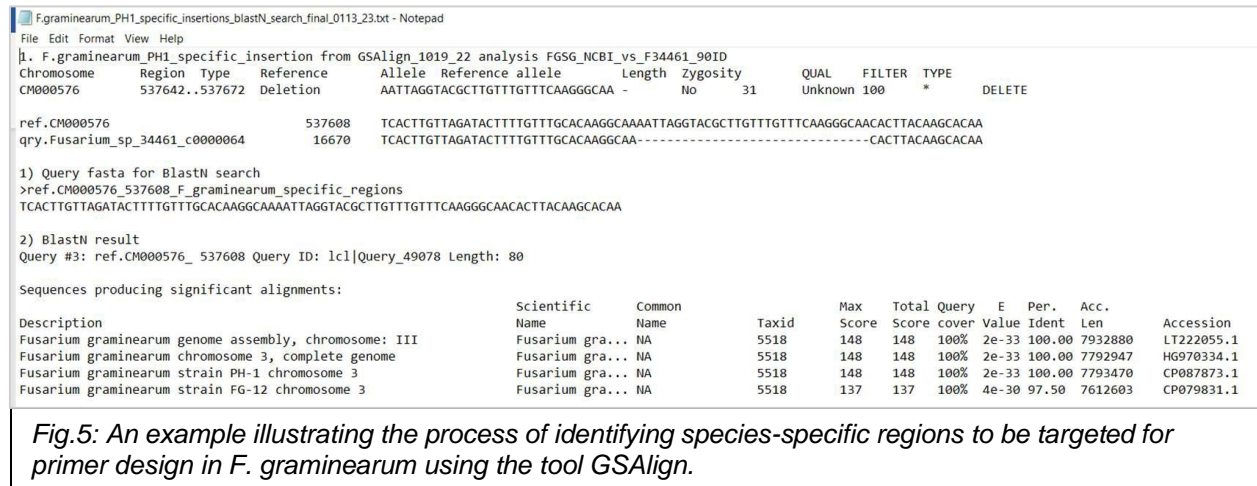 F.graminearum_PH1_specific_insertions_blastN_search_final_0113_23.txt - Notepad
File Edit Format View Help
1. F.graminearum_PH1_specific_insertion from GSAlign_1019_22 analysis FGSG_NCBI_vs_F34461_90ID
Chromosome Region Type Reference Allele Reference allele Length Zygosity QUAL FILTER TYPE
CM000576 537642..537672 Deletion AATTAGGTACGCTTGTTTGTTTCAAGGGCAA - No 31 Unknown 100 * DELETE
ref.CM000576 537608 TCACTTGTTAGATACTTTTGTTTGCACAAGGCAAAATTAGGTACGCTTGTTTGTTTCAAGGGCAACACTTACAAGCACAA
qry.Fusarium_sp_34461_c0000064 16670 TCACTTGTTAGATACTTTTGTTTGCACAAGGCAA-------------------------------CACTTACAAGCACAA
1) Query fasta for BlastN search
>ref.CM000576_537608_F_graminearum_specific_regions
TCACTTGTTAGATACTTTTGTTTGCACAAGGCAAAATTAGGTACGCTTGTTTGTTTCAAGGGCAACACTTACAAGCACAA
2) BlastN result
Query #3: ref.CM000576_ 537608 Query ID: lcl|Query_49078 Length: 80
Sequences producing significant alignments:
Scientific Common Max Total Query E Per. Acc.
Description Name Name Taxid Score Score cover Value Ident Len Accession
Fusarium graminearum genome assembly, chromosome: III Fusarium gra... NA 5518 148 148 100% 2e-33 100.00 7932880 LT222055.1
Fusarium graminearum chromosome 3, complete genome Fusarium gra... NA 5518 148 148 100% 2e-33 100.00 7792947 HG970334.1
Fusarium graminearum strain PH-1 chromosome 3 Fusarium gra... NA 5518 148 148 100% 2e-33 100.00 7793470 CP087873.1
Fusarium graminearum strain FG-12 chromosome 3 Fusarium gra... NA 5518 137 137 100% 4e-30 97.50 7612603 CP079831.1
Fig.5: An example illustrating the process of identifying species-specific regions to be targeted for
primer design in F. graminearum using the tool GSAlign.